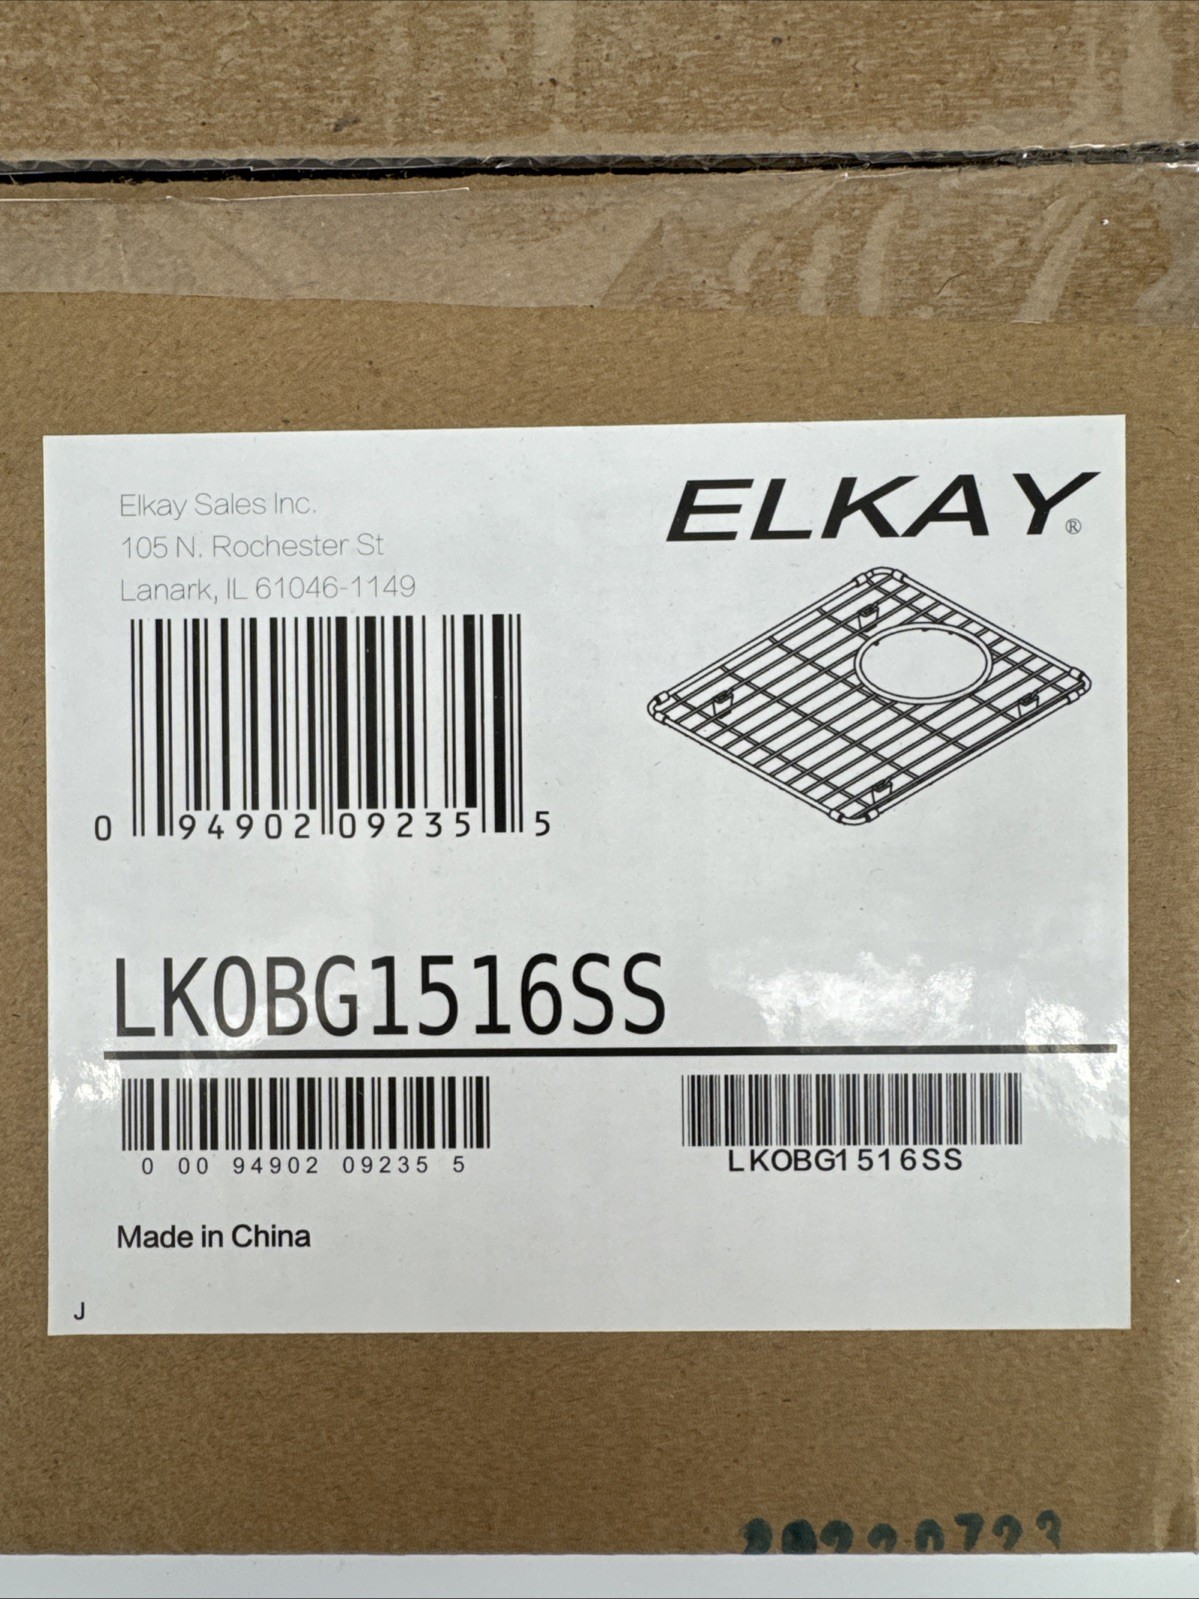 Elkay Sales Inc.
105 N. Rochester St
Lanark, IL 61046-1149
ELKAY®
0 94902 09235 5
LKOBG1516SS
0 00 94902 09235 5
LKOBG1516SS
Made in China
J